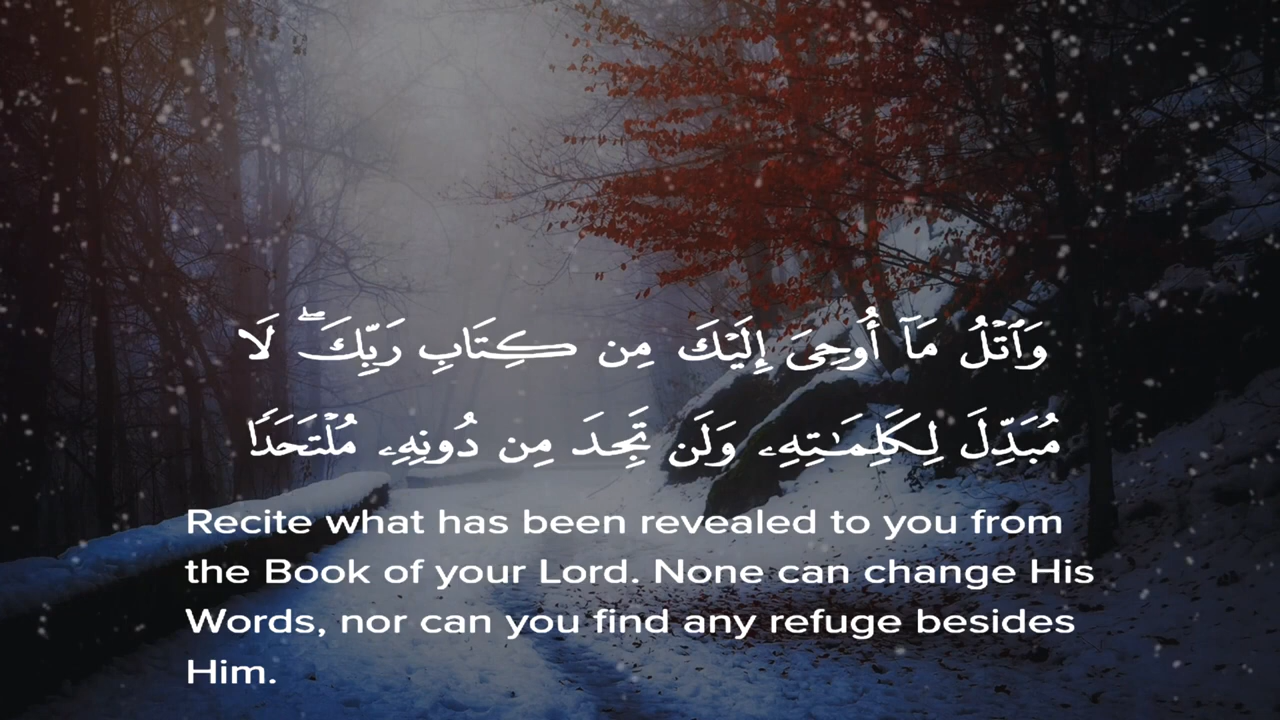 وَٱتْلُ مَآ أُوحِىَ إِلَيْكَ مِن كِتَابِ رَبِّكَ ۖ لَا
مُبَدِّلَ لِكَلِمَـٰتِهِۦ وَلَن تَجِدَ مِن دُونِهِۦ مُلْتَحَدًا
Recite what has been revealed to you from
the Book of your Lord. None can change His
Words, nor can you find any refuge besides
Him.